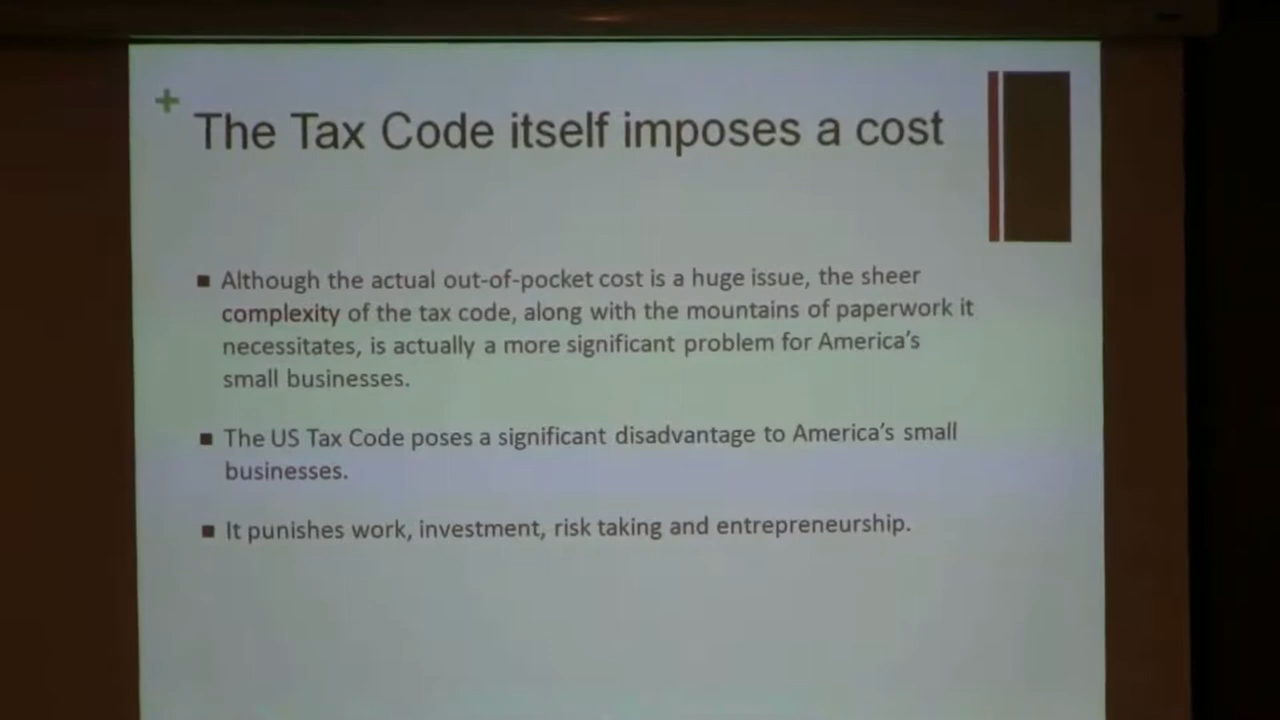 +
The Tax Code itself imposes a cost
■ Although the actual out-of-pocket cost is a huge issue, the sheer
complexity of the tax code, along with the mountains of paperwork it
necessitates, is actually a more significant problem for America's
small businesses.
■ The US Tax Code poses a significant disadvantage to America's small
businesses.
■ It punishes work, investment, risk taking and entrepreneurship.